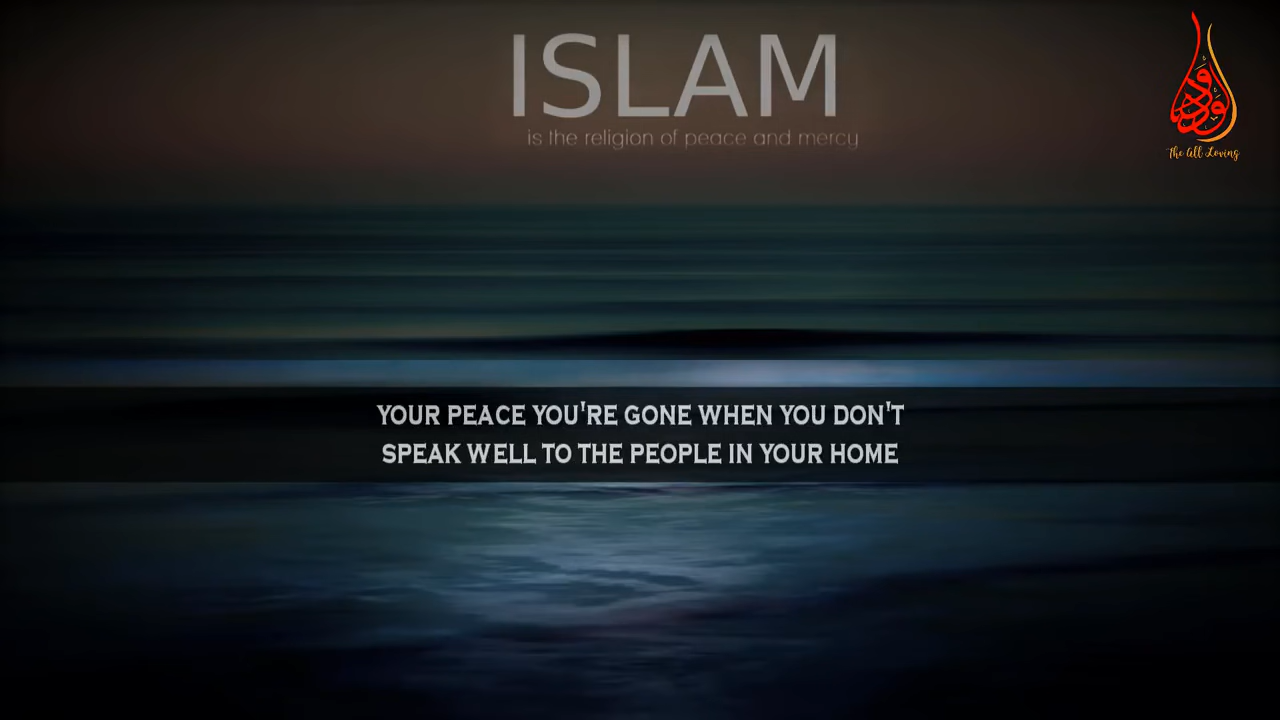 ISLAM
is the religion of peace and mercy
الودود
The All Loving
YOUR PEACE YOU'RE GONE WHEN YOU DON'T
SPEAK WELL TO THE PEOPLE IN YOUR HOME